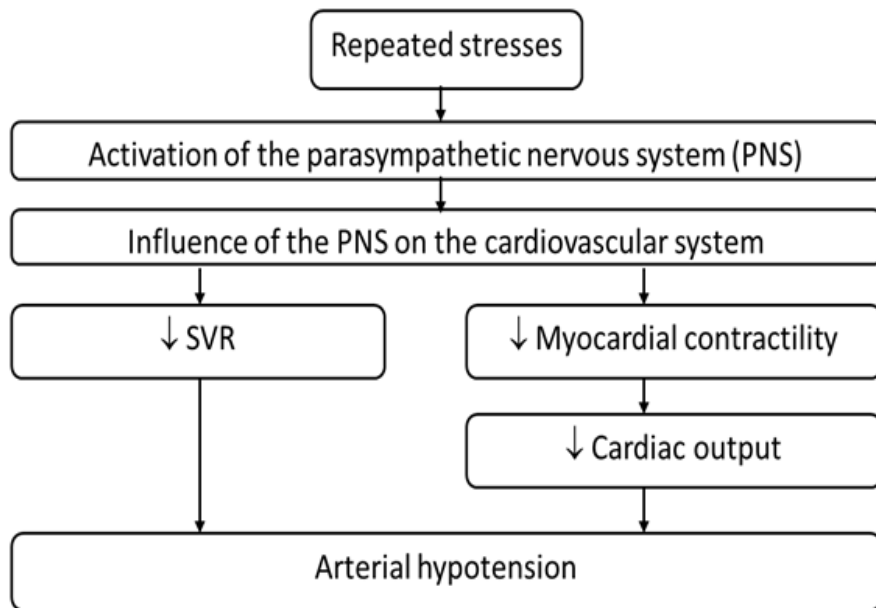 Repeated stresses
Activation of the parasympathetic nervous system (PNS)
Influence of the PNS on the cardiovascular system
↓ SVR
↓ Myocardial contractility
↓ Cardiac output
Arterial hypotension